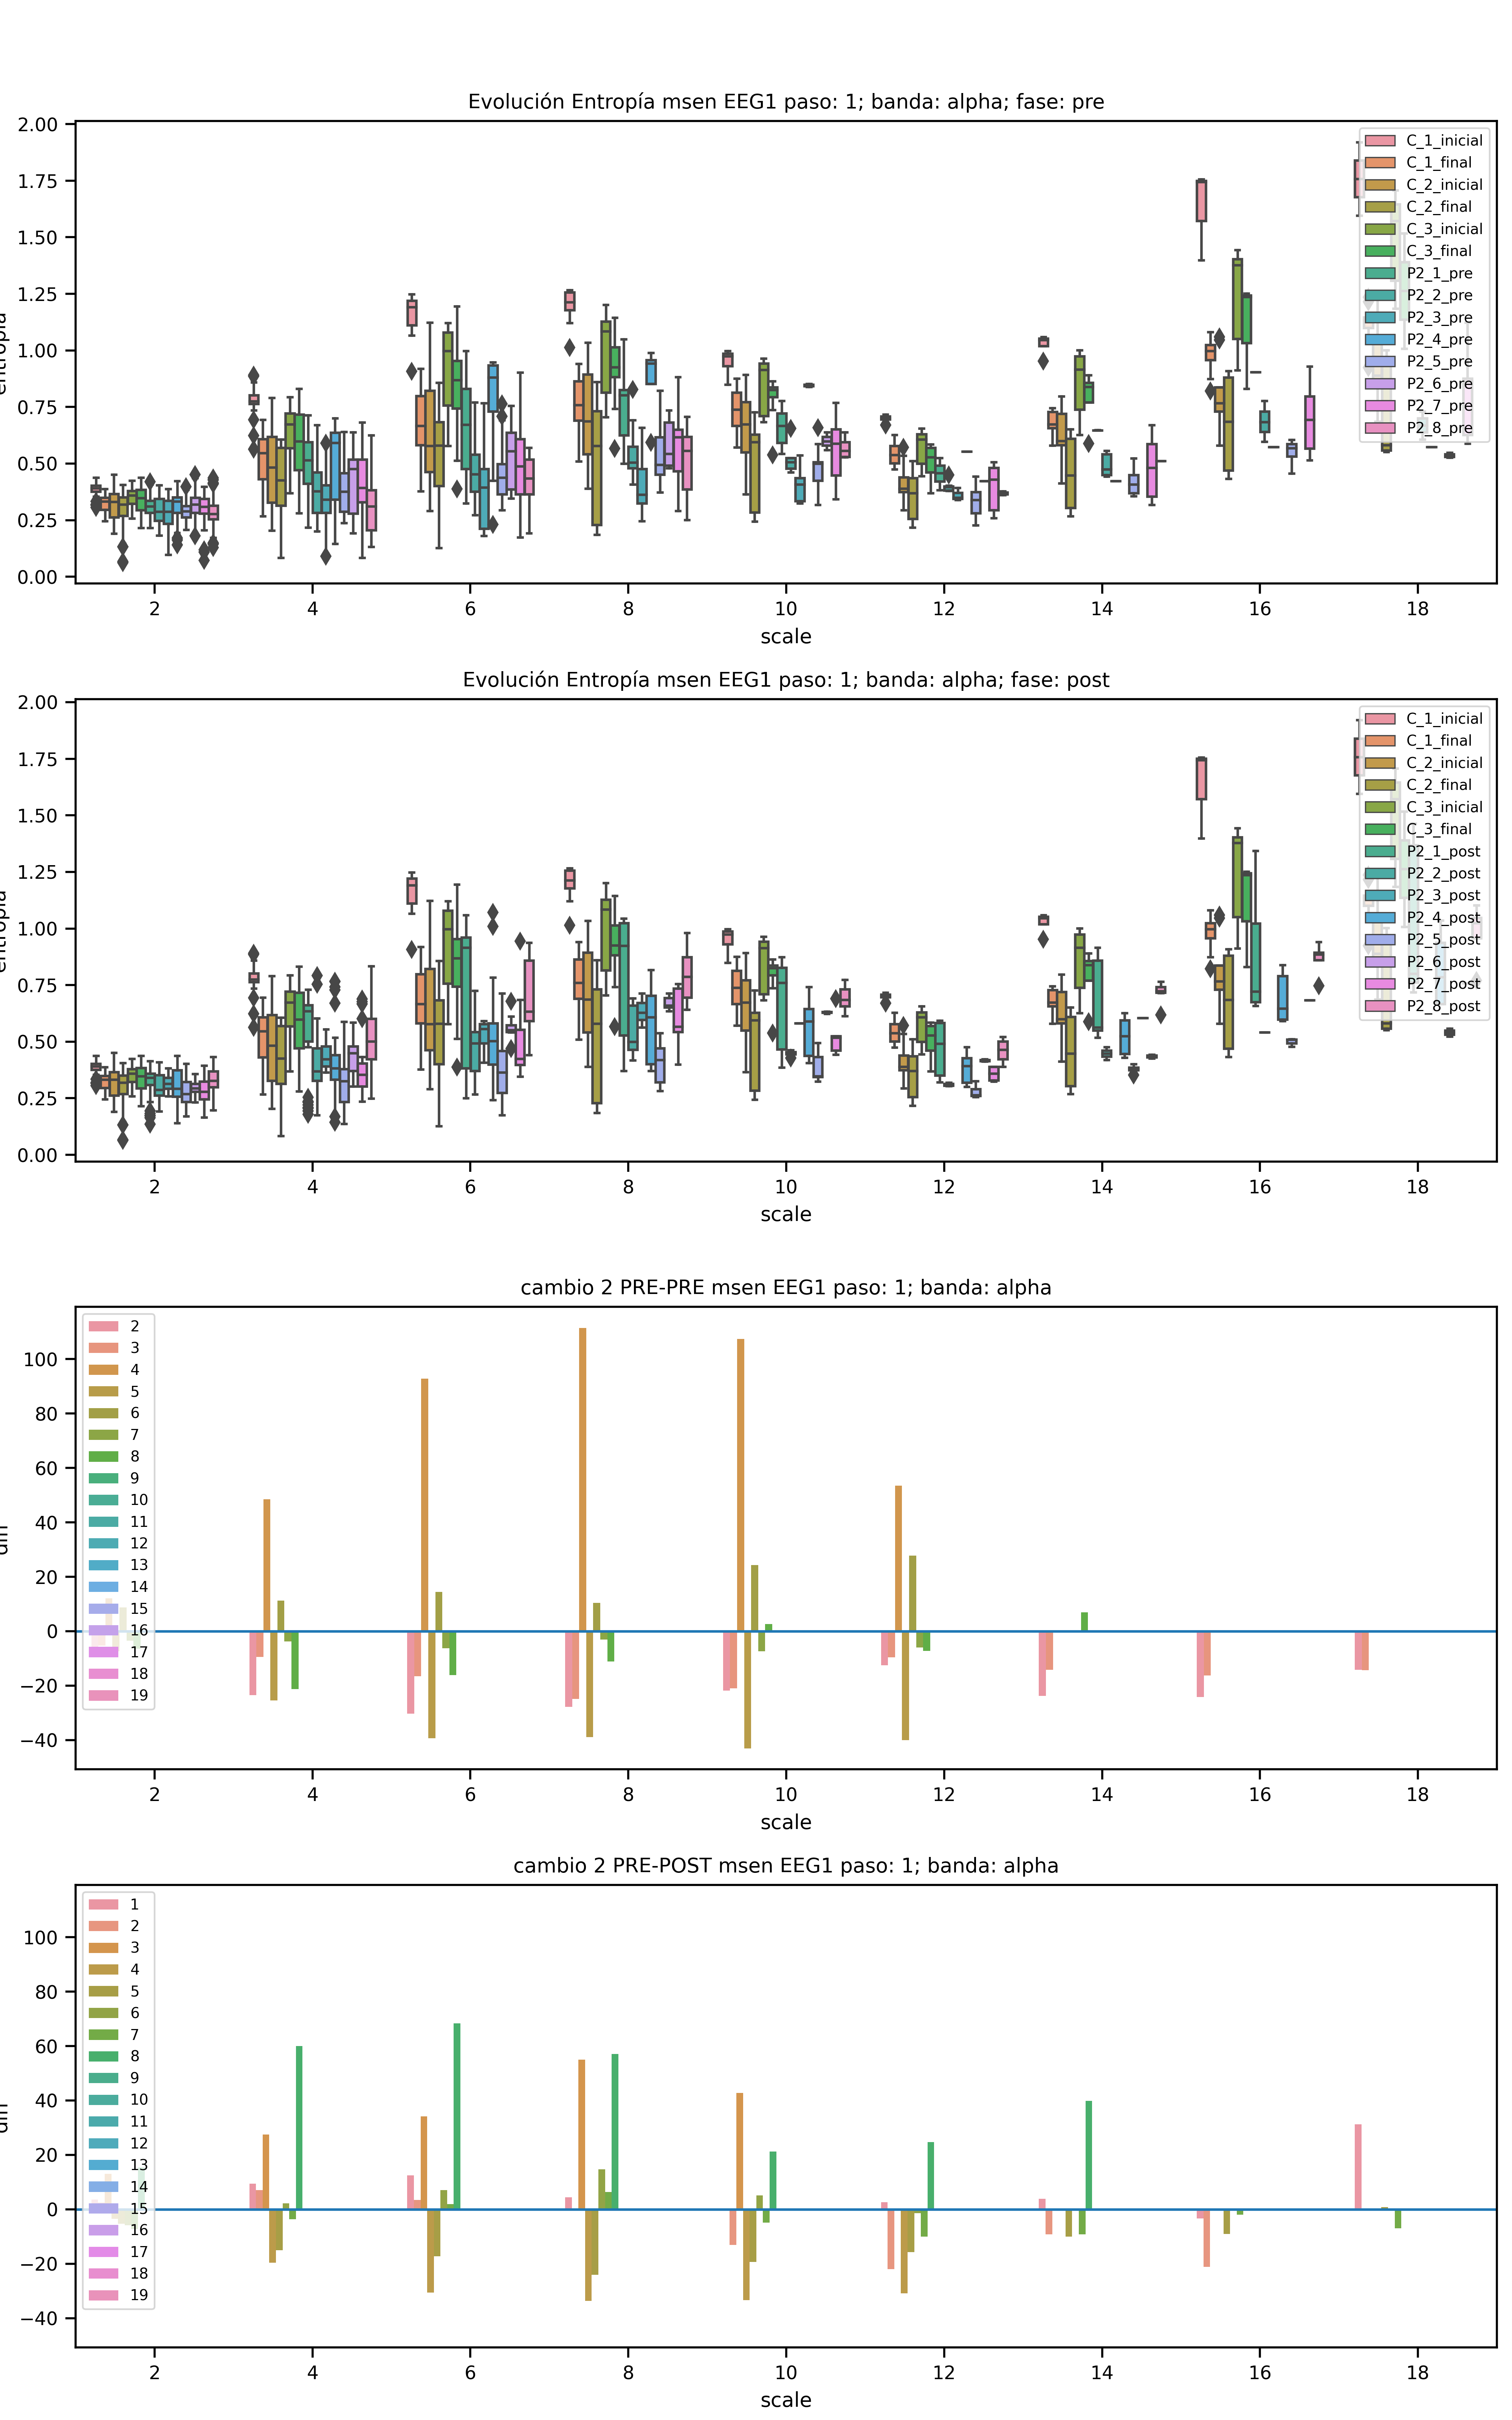 Evolución Entropía msen EEG1 paso: 1; banda: alpha; fase: pre
2.00
1.75
1.50
1.25
1.00
0.75
0.50
0.25
0.00
C_1_inicial
C_1_final
C_2_inicial
C_2_final
C_3_inicial
C_3_final
P2_1_pre
P2_2_pre
P2_3_pre
P2_4_pre
P2_5_pre
P2_6_pre
P2_7_pre
P2_8_pre
2 4 6 8 10 12 14 16 18
scale
Evolución Entropía msen EEG1 paso: 1; banda: alpha; fase: post
2.00
1.75
1.50
1.25
1.00
0.75
0.50
0.25
0.00
C_1_inicial
C_1_final
C_2_inicial
C_2_final
C_3_inicial
C_3_final
P2_1_post
P2_2_post
P2_3_post
P2_4_post
P2_5_post
P2_6_post
P2_7_post
P2_8_post
2 4 6 8 10 12 14 16 18
scale
cambio 2 PRE-PRE msen EEG1 paso: 1; banda: alpha
100
80
60
40
20
0
−20
−40
2
3
4
5
6
7
8
9
10
11
12
13
14
15
16
17
18
19
2 4 6 8 10 12 14 16 18
scale
cambio 2 PRE-POST msen EEG1 paso: 1; banda: alpha
100
80
60
40
20
0
−20
−40
1
2
3
4
5
6
7
8
9
10
11
12
13
14
15
16
17
18
19
2 4 6 8 10 12 14 16 18
scale